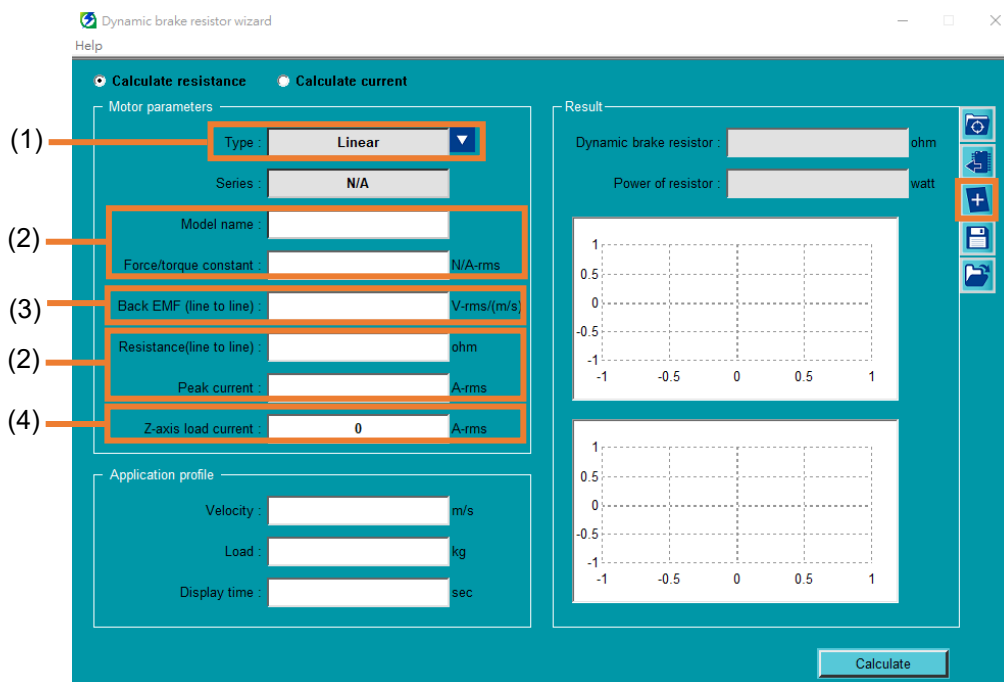 Dynamic brake resistor wizard
Help
Calculate resistance Calculate current
Motor parameters
(1)
Type : Linear
Series : N/A
(2)
Model name :
Force/torque constant : N/A-rms
(3)
Back EMF (line to line) : V-rms/(m/s)
(2)
Resistance(line to line) : ohm
Peak current : A-rms
(4)
Z-axis load current : 0 A-rms
Application profile
Velocity : m/s
Load : kg
Display time : sec
Result
Dynamic brake resistor : ohm
Power of resistor : watt
1
0.5
0
-0.5
-1
-1 -0.5 0 0.5 1
1
0.5
0
-0.5
-1
-1 -0.5 0 0.5 1
Calculate